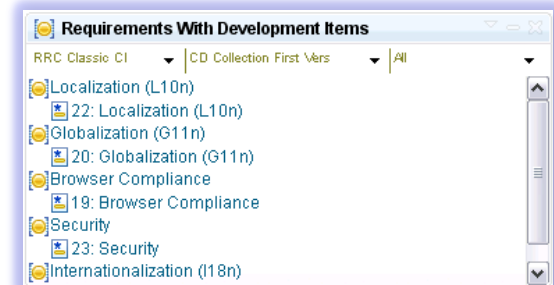 Requirements With Development Items
RRC Classic CI CD Collection First Vers All
Localization (L10n)
22: Localization (L10n)
Globalization (G11n)
20: Globalization (G11n)
Browser Compliance
19: Browser Compliance
Security
23: Security
Internationalization (I18n)